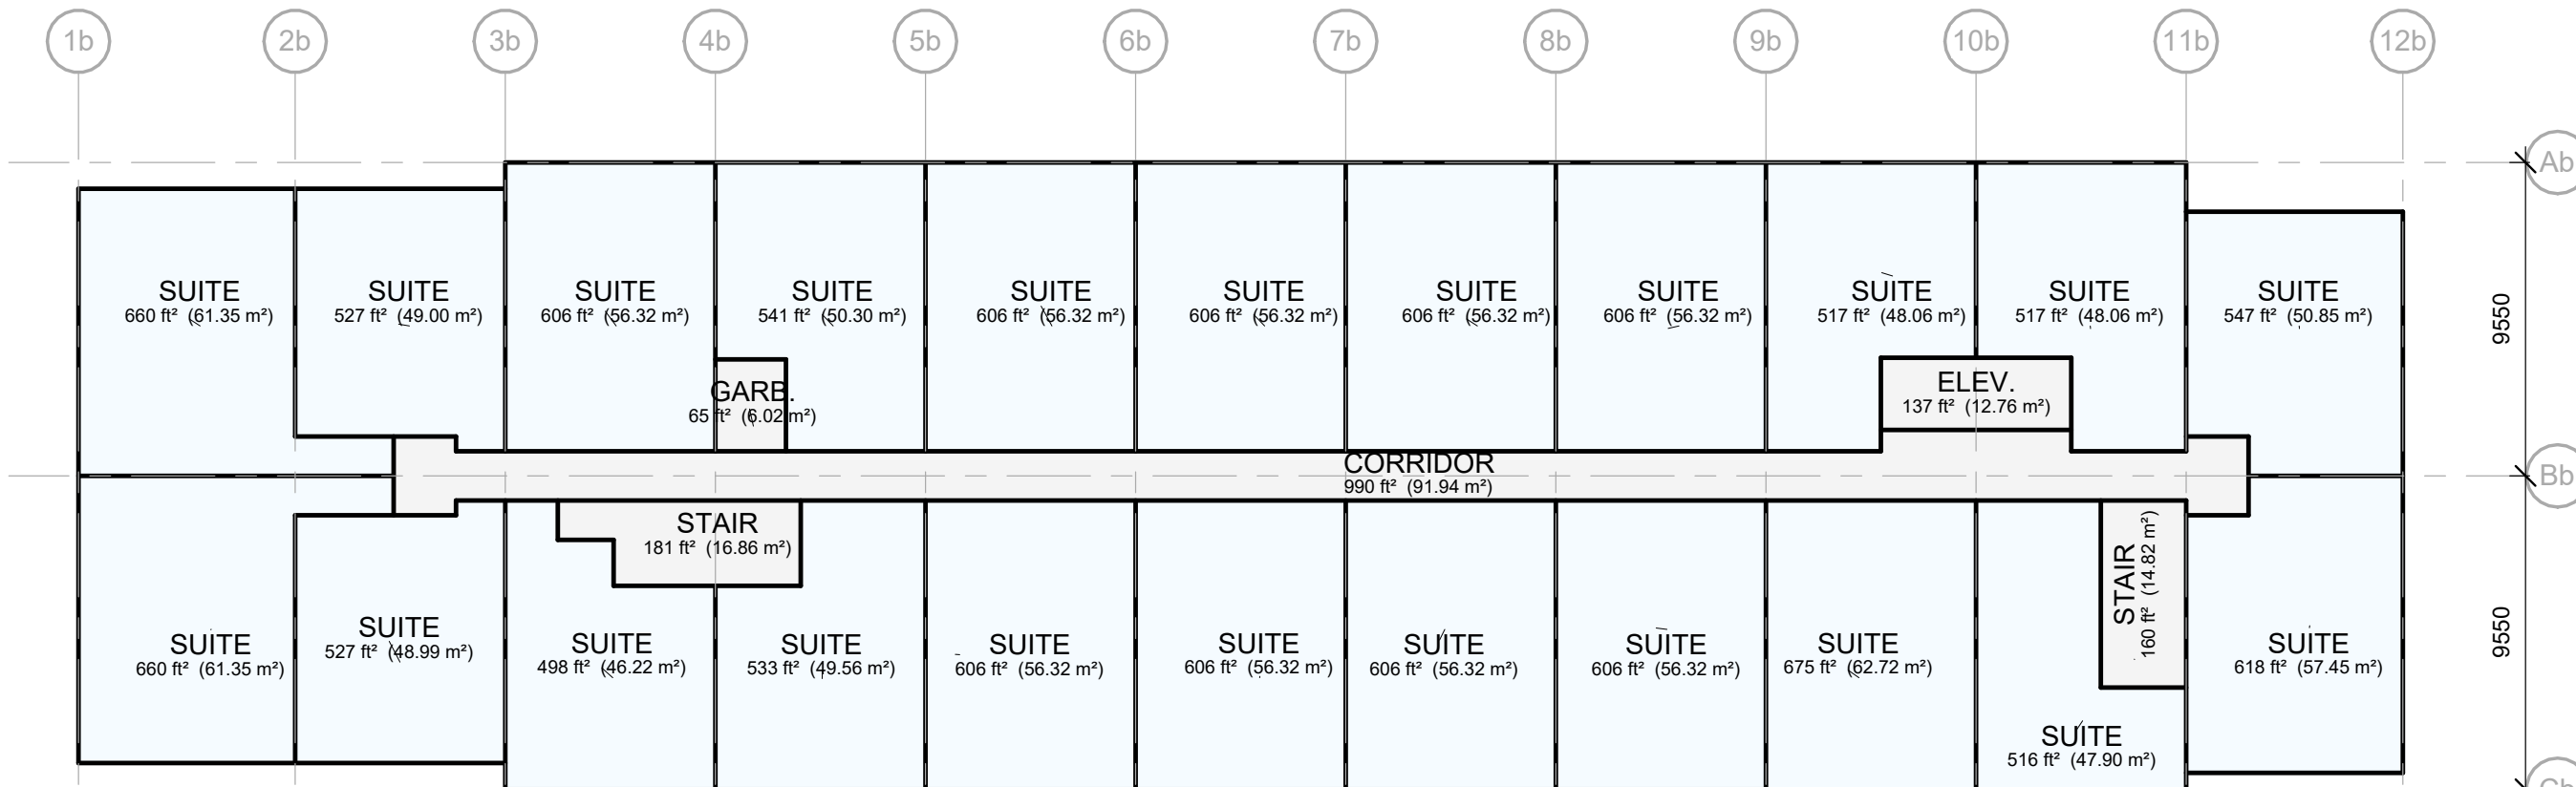 1b 2b 3b 4b 5b 6b 7b 8b 9b 10b 11b 12b
Ab
SUITE
660 ft² (61.35 m²)
SUITE
527 ft² (49.00 m²)
SUITE
606 ft² (56.32 m²)
SUITE
541 ft² (50.30 m²)
SUITE
606 ft² (56.32 m²)
SUITE
606 ft² (56.32 m²)
SUITE
606 ft² (56.32 m²)
SUITE
606 ft² (56.32 m²)
SUITE
517 ft² (48.06 m²)
SUITE
517 ft² (48.06 m²)
SUITE
547 ft² (50.85 m²)
9550
GARB.
65 ft² (6.02 m²)
ELEV.
137 ft² (12.76 m²)
CORRIDOR
990 ft² (91.94 m²)
Bb
STAIR
181 ft² (16.86 m²)
STAIR
160 ft² (14.82 m²)
SUITE
660 ft² (61.35 m²)
SUITE
527 ft² (48.99 m²)
SUITE
498 ft² (46.22 m²)
SUITE
533 ft² (49.56 m²)
SUITE
606 ft² (56.32 m²)
SUITE
606 ft² (56.32 m²)
SUITE
606 ft² (56.32 m²)
SUITE
606 ft² (56.32 m²)
SUITE
675 ft² (62.72 m²)
SUITE
516 ft² (47.90 m²)
SUITE
618 ft² (57.45 m²)
9550